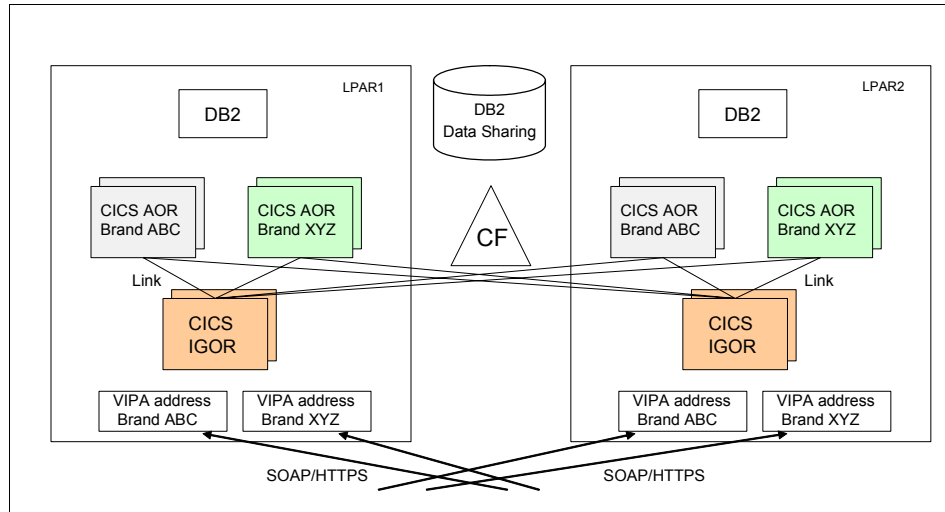 LPAR1
DB2
CICS AOR
Brand ABC
CICS AOR
Brand XYZ
Link
CICS
IGOR
VIPA address
Brand ABC
VIPA address
Brand XYZ
SOAP/HTTPS
DB2
Data Sharing
CF
LPAR2
DB2
CICS AOR
Brand ABC
CICS AOR
Brand XYZ
Link
CICS
IGOR
VIPA address
Brand ABC
VIPA address
Brand XYZ
SOAP/HTTPS